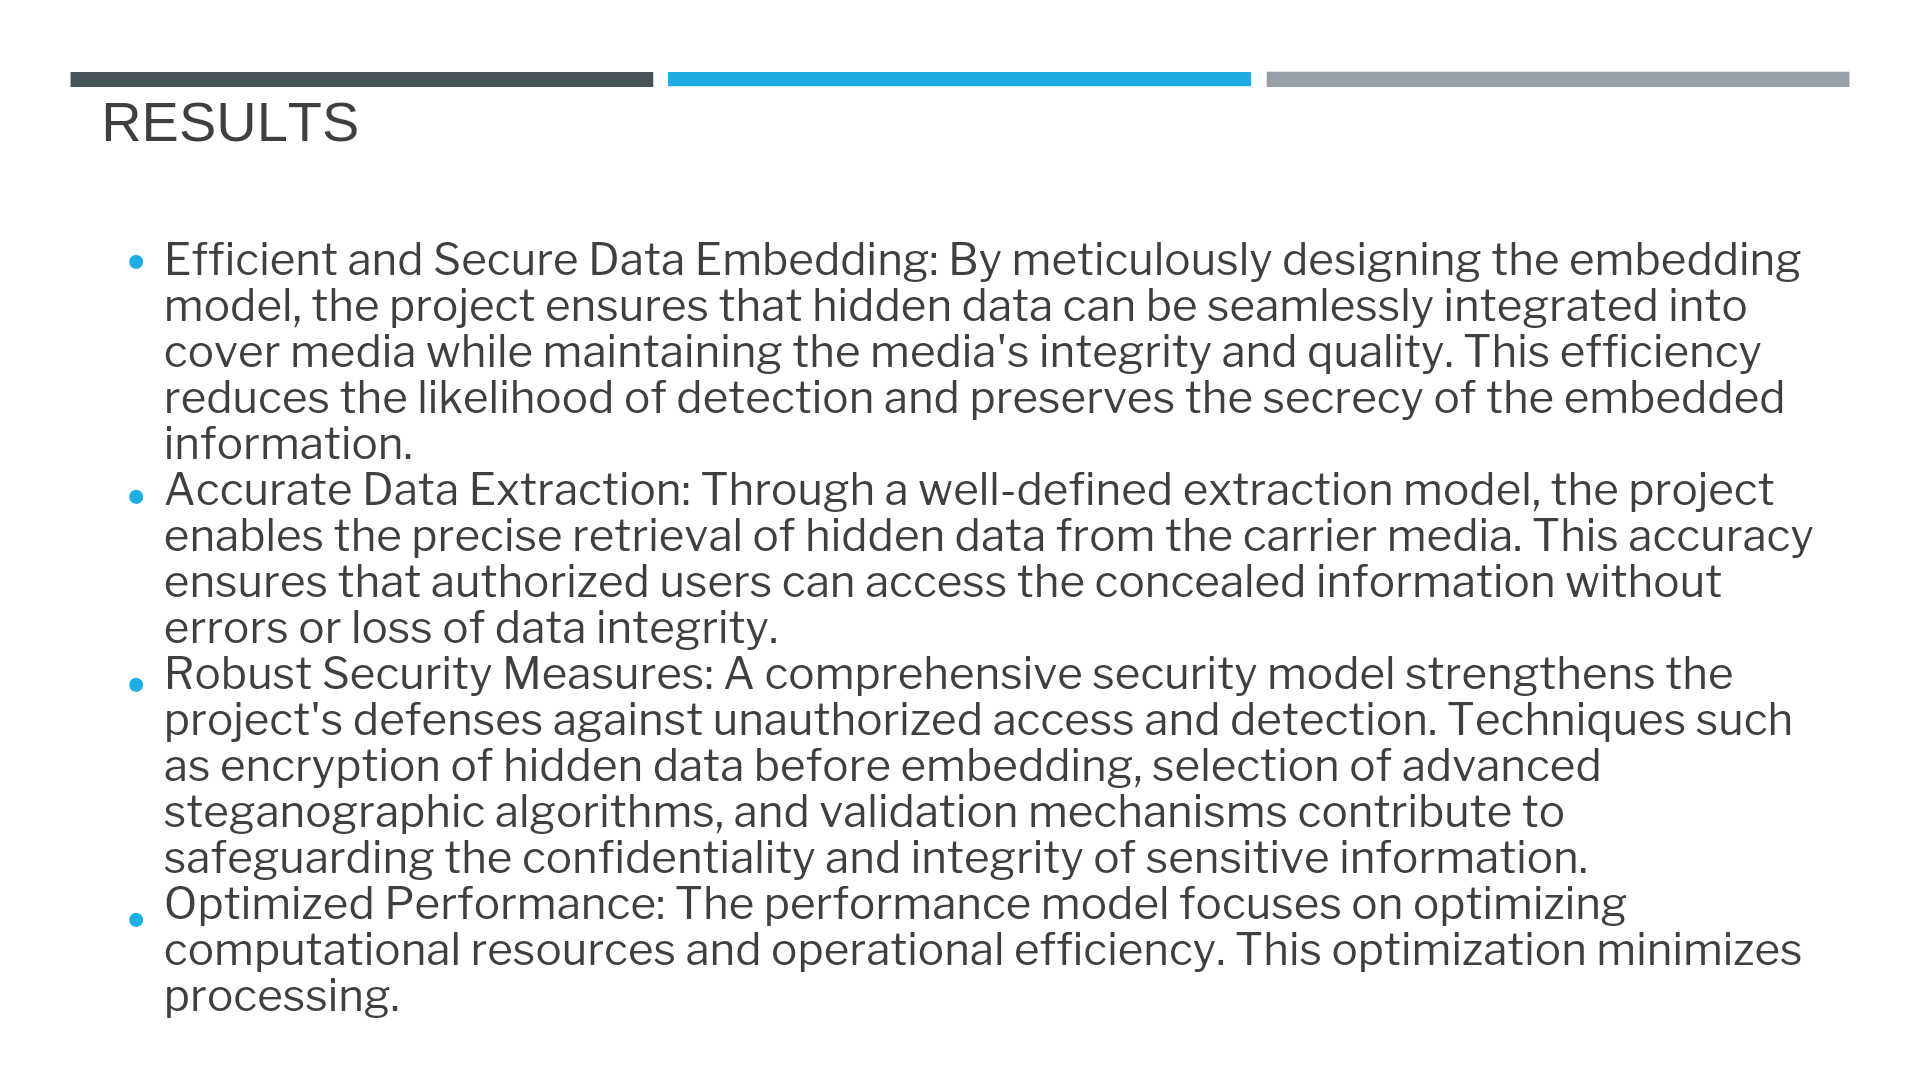 RESULTS
• Efficient and Secure Data Embedding: By meticulously designing the embedding
model, the project ensures that hidden data can be seamlessly integrated into
cover media while maintaining the media's integrity and quality. This efficiency
reduces the likelihood of detection and preserves the secrecy of the embedded
information.
• Accurate Data Extraction: Through a well-defined extraction model, the project
enables the precise retrieval of hidden data from the carrier media. This accuracy
ensures that authorized users can access the concealed information without
errors or loss of data integrity.
• Robust Security Measures: A comprehensive security model strengthens the
project's defenses against unauthorized access and detection. Techniques such
as encryption of hidden data before embedding, selection of advanced
steganographic algorithms, and validation mechanisms contribute to
safeguarding the confidentiality and integrity of sensitive information.
• Optimized Performance: The performance model focuses on optimizing
computational resources and operational efficiency. This optimization minimizes
processing.